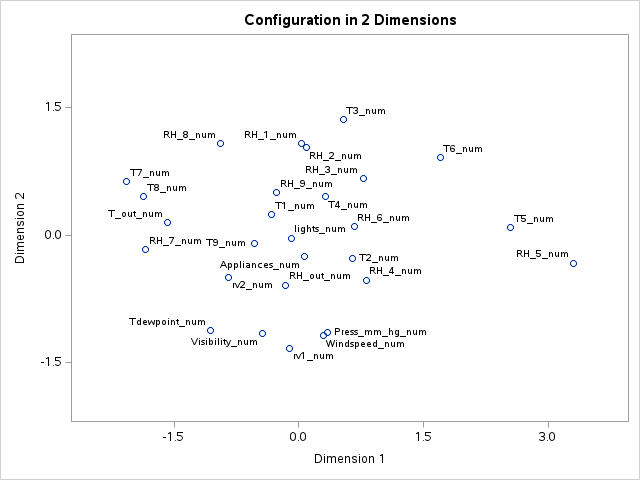 Configuration in 2 Dimensions
T3_num
1.5
RH_8_num
RH_1_num
RH_2_num
T6_num
RH_3_num
T7_num
RH_9_num
T8_num
T1_num
T4_num
T_out_num
RH_6_num
T5_num
lights_num
0.0
RH_7_num
T9_num
RH_5_num
T2_num
Appliances_num
RH_4_num
RH_out_num
rv2_num
Tdewpoint_num
Press_mm_hg_num
Visibility_num
Windspeed_num
rv1_num
-1.5
Dimension 2
-1.5
0.0
1.5
3.0
Dimension 1